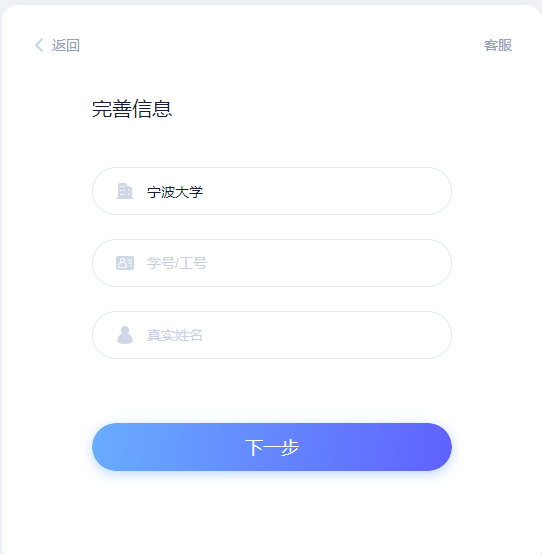 返回
客服
完善信息
宁波大学
学号/工号
真实姓名
下一步